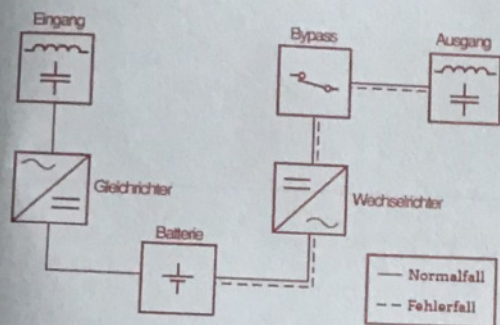 Eingang
Bypass
Ausgang
Gleichrichter
Wechselrichter
Batterie
Normalfall
Fehlerfall